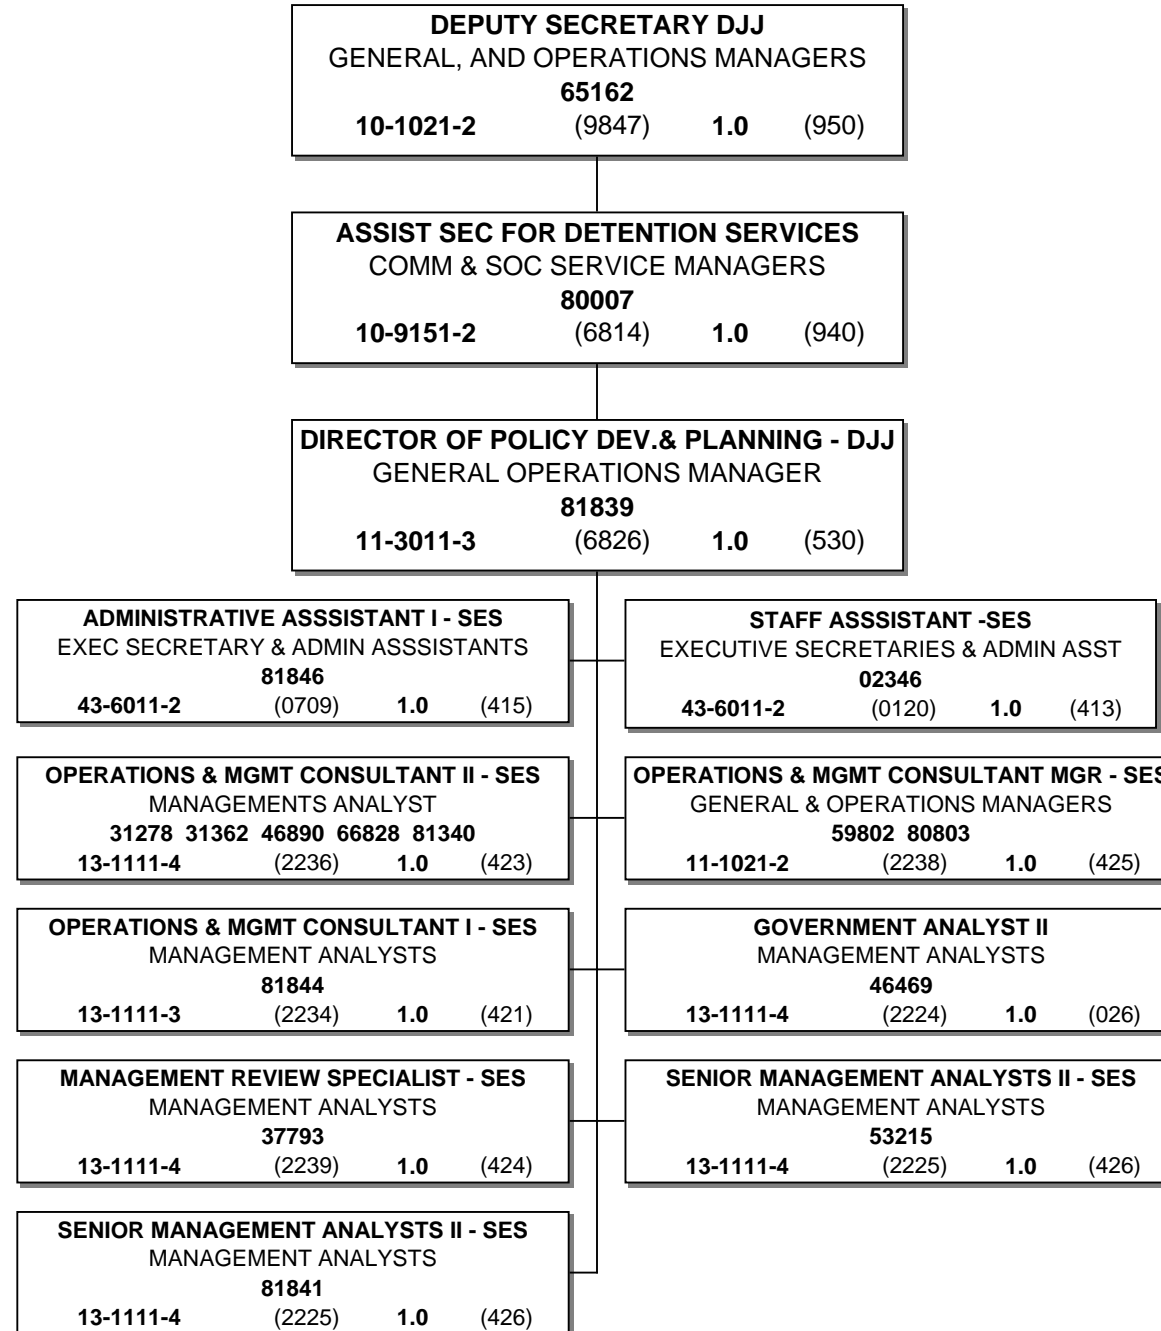 DEPUTY SECRETARY DJJ
GENERAL, AND OPERATIONS MANAGERS
65162
10-1021-2 (9847) 1.0 (950)
ASSIST SEC FOR DETENTION SERVICES
COMM & SOC SERVICE MANAGERS
80007
10-9151-2 (6814) 1.0 (940)
DIRECTOR OF POLICY DEV.& PLANNING - DJJ
GENERAL OPERATIONS MANAGER
81839
11-3011-3 (6826) 1.0 (530)
ADMINISTRATIVE ASSSISTANT I - SES
EXEC SECRETARY & ADMIN ASSSISTANTS
81846
43-6011-2 (0709) 1.0 (415)
STAFF ASSSISTANT -SES
EXECUTIVE SECRETARIES & ADMIN ASST
02346
43-6011-2 (0120) 1.0 (413)
OPERATIONS & MGMT CONSULTANT II - SES
MANAGEMENTS ANALYST
31278 31362 46890 66828 81340
13-1111-4 (2236) 1.0 (423)
OPERATIONS & MGMT CONSULTANT MGR - SES
GENERAL & OPERATIONS MANAGERS
59802 80803
11-1021-2 (2238) 1.0 (425)
OPERATIONS & MGMT CONSULTANT I - SES
MANAGEMENT ANALYSTS
81844
13-1111-3 (2234) 1.0 (421)
GOVERNMENT ANALYST II
MANAGEMENT ANALYSTS
46469
13-1111-4 (2224) 1.0 (026)
MANAGEMENT REVIEW SPECIALIST - SES
MANAGEMENT ANALYSTS
37793
13-1111-4 (2239) 1.0 (424)
SENIOR MANAGEMENT ANALYSTS II - SES
MANAGEMENT ANALYSTS
53215
13-1111-4 (2225) 1.0 (426)
SENIOR MANAGEMENT ANALYSTS II - SES
MANAGEMENT ANALYSTS
81841
13-1111-4 (2225) 1.0 (426)